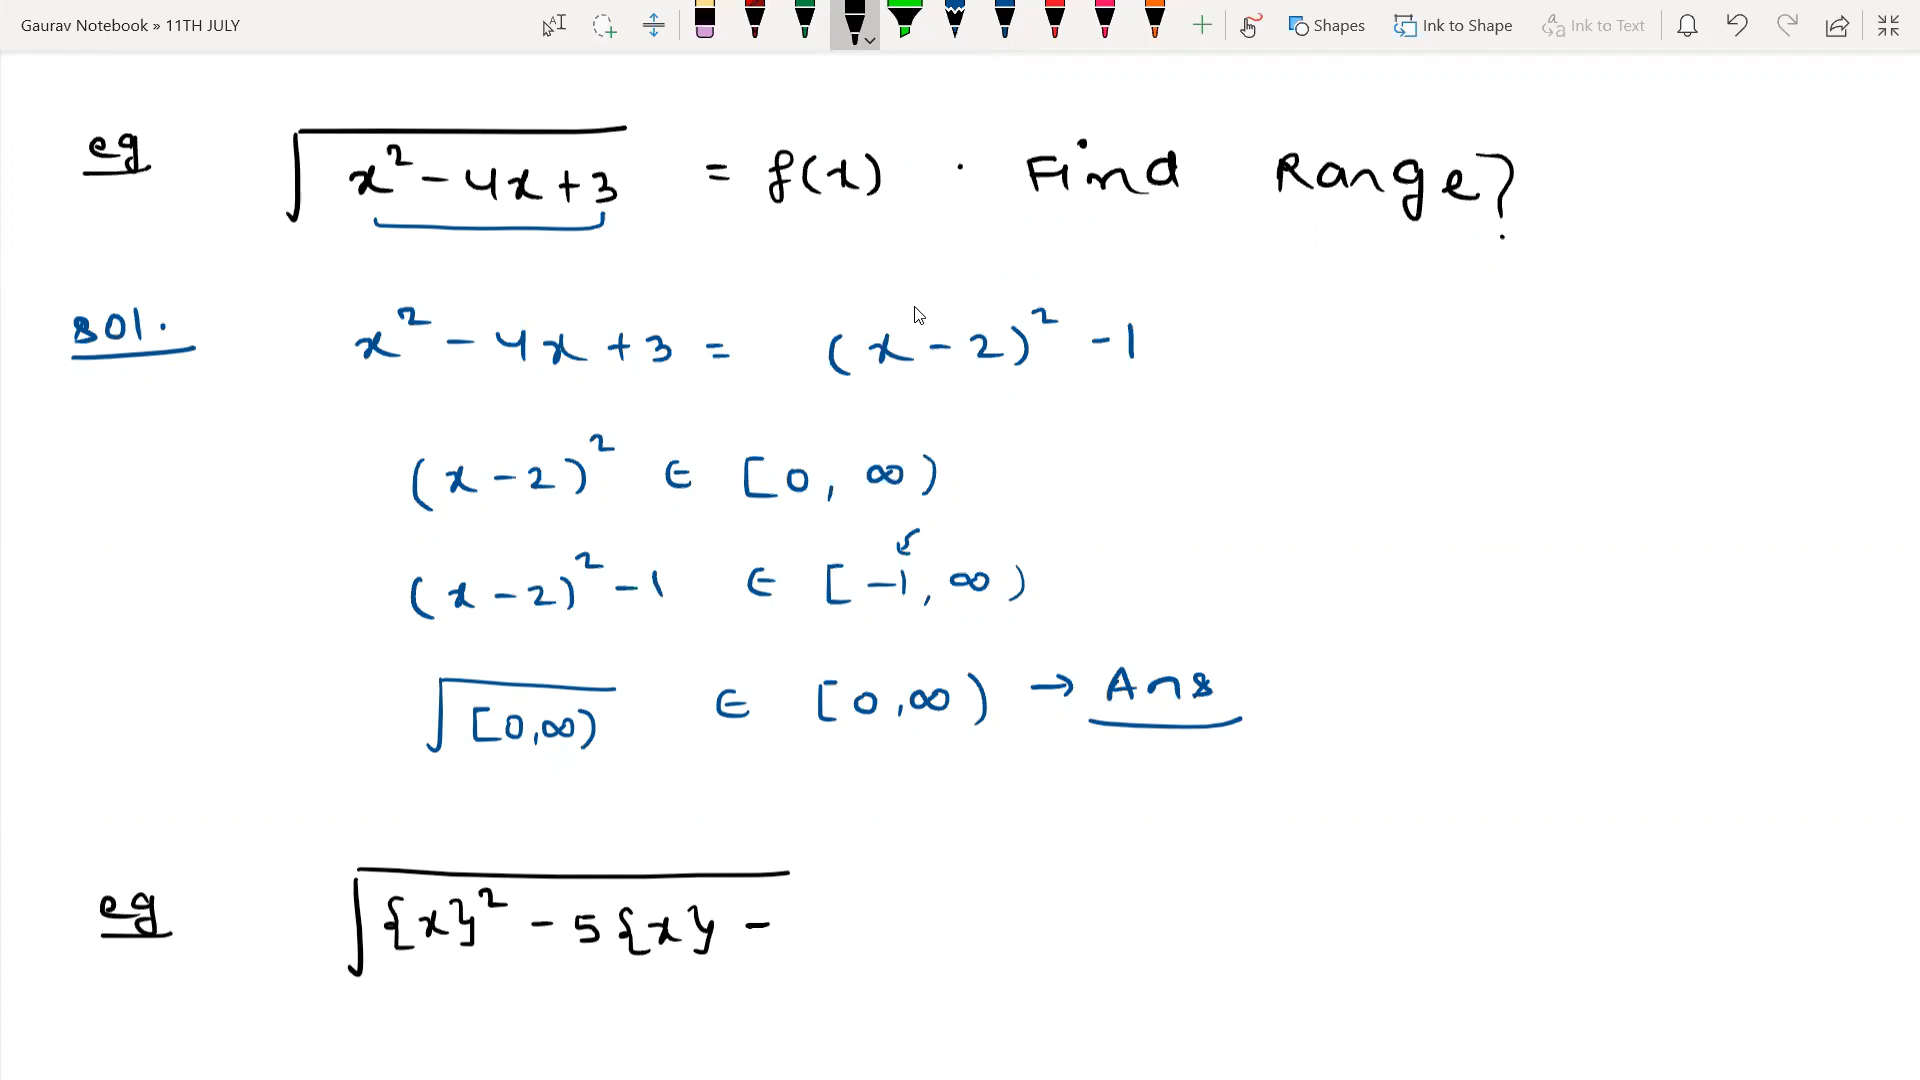 Gaurav Notebook » 11TH JULY
Shapes
Ink to Shape
Ink to Text
eg √(x² - 4x + 3) = f(x) . Find Range?
sol. x² - 4x + 3 = (x - 2)² - 1
(x - 2)² ∈ [0, ∞)
(x - 2)² - 1 ∈ [-1, ∞)
√[0,∞) ∈ [0,∞) → Ans
eg √{x}² - 5{x} -